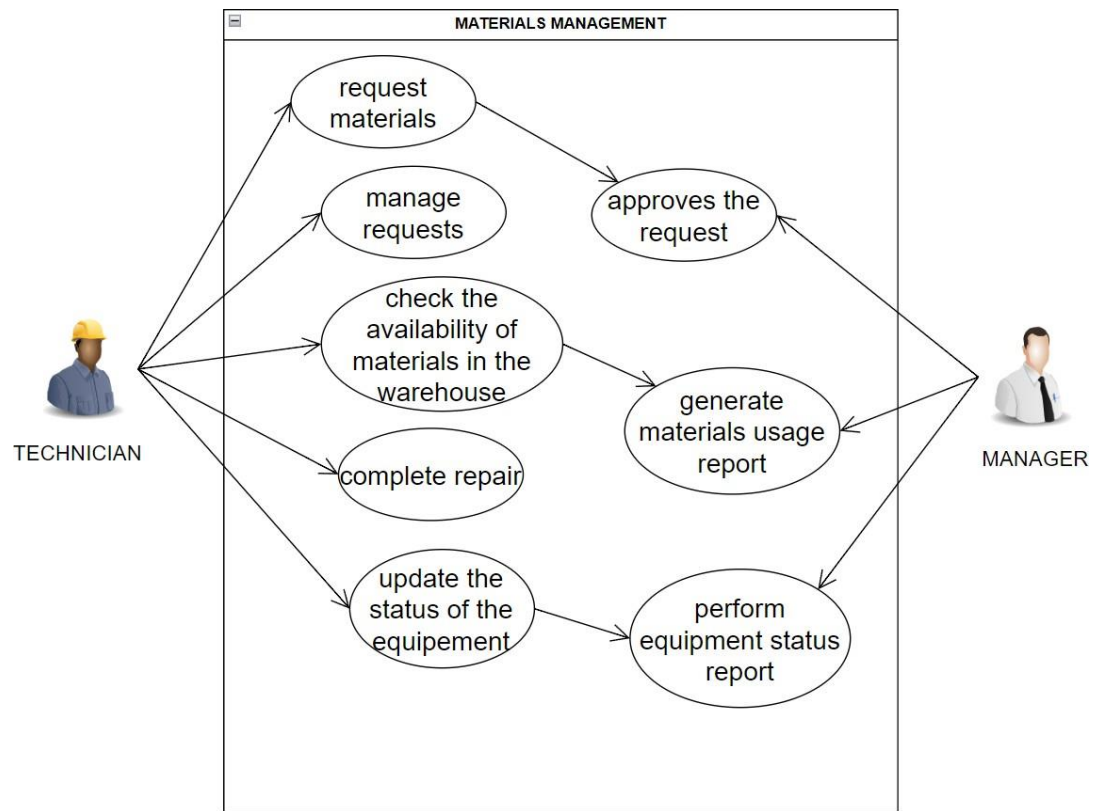 MATERIALS MANAGEMENT
request
materials
manage
requests
approves the
request
check the
availability of
materials in the
warehouse
generate
materials usage
report
TECHNICIAN
MANAGER
complete repair
update the
status of the
equipement
perform
equipment status
report